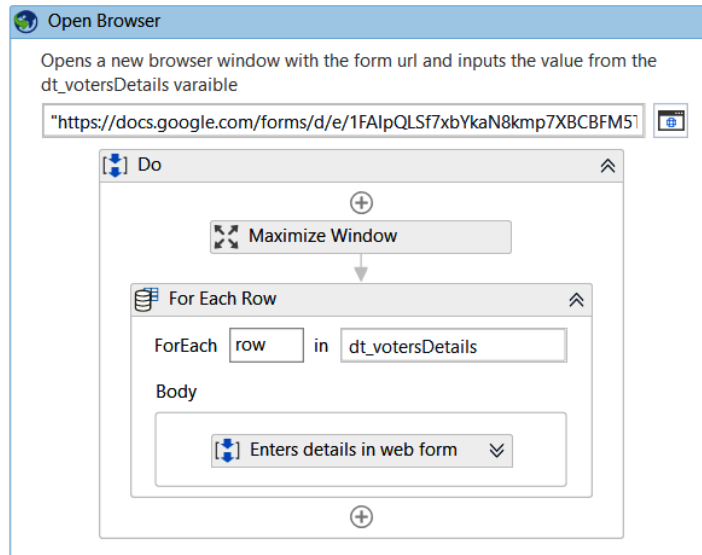 Open Browser
Opens a new browser window with the form url and inputs the value from the
dt_votersDetails varaible
"https://docs.google.com/forms/d/e/1FAIpQLSf7xbYkaN8kmp7XBCBFM5T
Do
Maximize Window
For Each Row
ForEach row in dt_votersDetails
Body
Enters details in web form